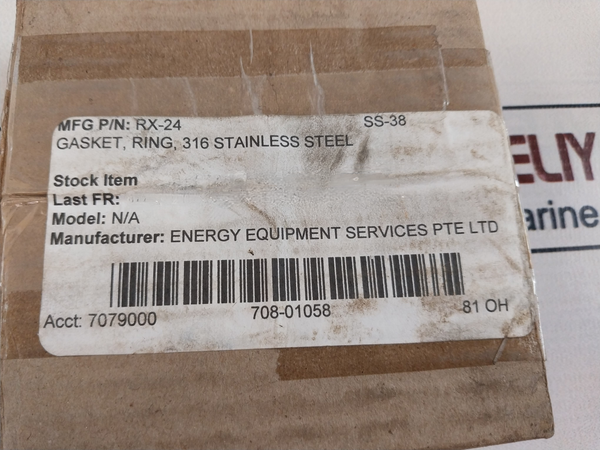 MFG P/N: RX-24 SS-38
GASKET, RING, 316 STAINLESS STEEL
Stock Item
Last FR:
Model: N/A
Manufacturer: ENERGY EQUIPMENT SERVICES PTE LTD
Acct: 7079000 708-01058 81 OH
ELIY
arine